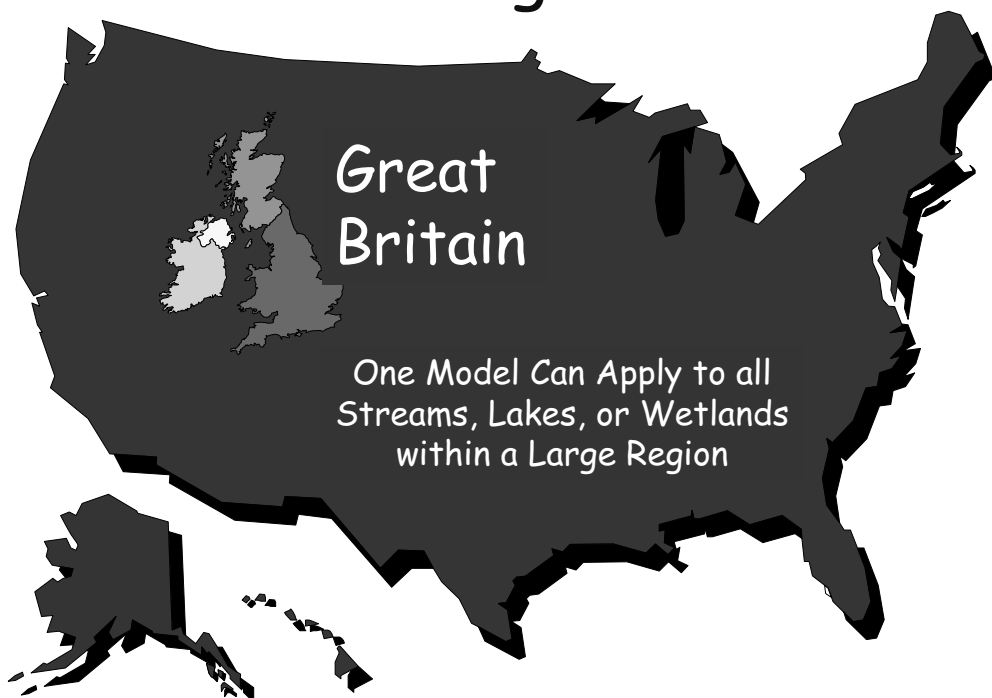 Great
Britain
One Model Can Apply to all
Streams, Lakes, or Wetlands
within a Large Region